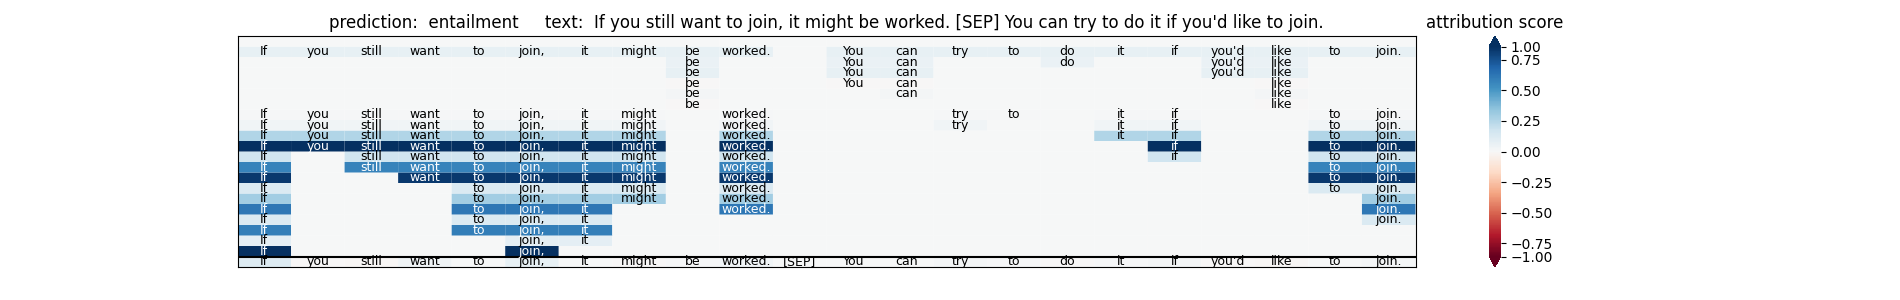 prediction:  entailment     text:  If you still want to join, it might be worked. [SEP] You can try to do it if you'd like to join.     attribution score
If you still want to join, it might be worked. You can try to do it if you'd like to join.
be You can do you'd like
be You can you'd like
be You can like
be can like
be like
If you still want to join, it might worked. try to it if to join.
If you still want to join, it might worked. try it if to join.
If you still want to join, it might worked. it if to join.
If you still want to join, it might worked. if to join.
If still want to join, it might worked. if to join.
If still want to join, it might worked. to join.
If want to join, it might worked. to join.
If to join, it might worked. to join.
If to join, it might worked. join.
If to join, it worked. join.
If to join, it join.
If to join, it
If join, it
If join,
If you still want to join, it might be worked. [SEP] You can try to do it if you'd like to join.
1.00
0.75
0.50
0.25
0.00
−0.25
−0.50
−0.75
−1.00